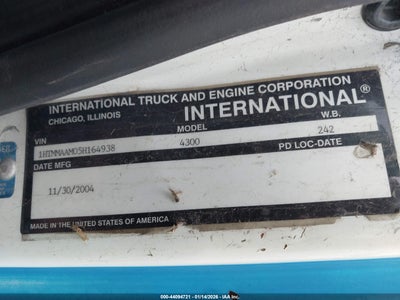 INTERNATIONAL TRUCK AND ENGINE CORPORATION
CHICAGO, ILLINOIS INTERNATIONAL®
VIN MODEL W.B.
1HTMMAAM05H164938 4300 242
DATE MFG PD LOC-DATE
11/30/2004
MADE IN THE UNITED STATES OF AMERICA
000-44094721 - 01/14/2026 - IAA Inc.